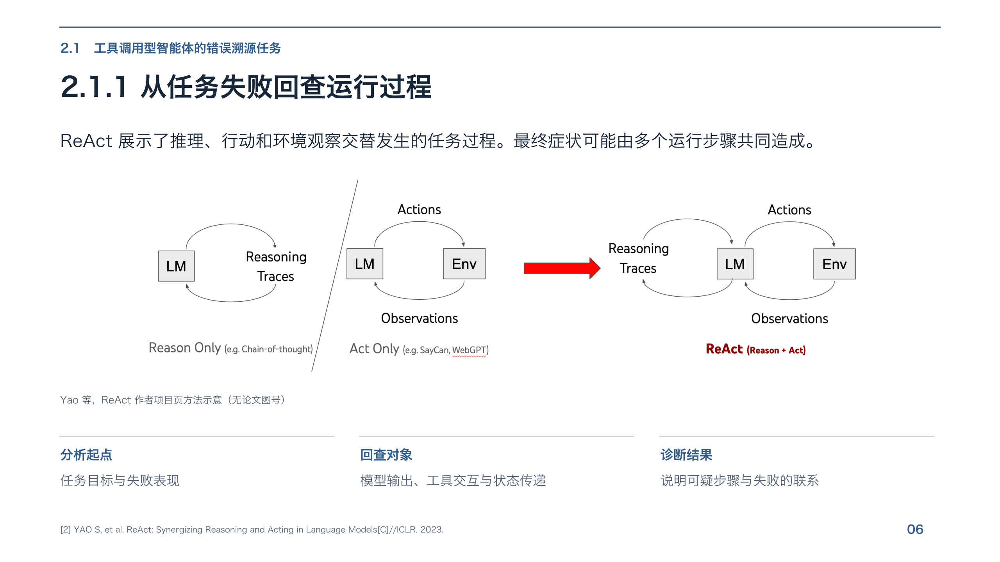 2.1 工具调用型智能体的错误溯源任务
2.1.1 从任务失败回查运行过程
ReAct 展示了推理、行动和环境观察交替发生的任务过程。最终症状可能由多个运行步骤共同造成。
LM
Reasoning
Traces
Reason Only (e.g. Chain-of-thought)
Actions
LM
Env
Observations
Act Only (e.g. SayCan, WebGPT)
Reasoning
Traces
Actions
LM
Env
Observations
ReAct (Reason + Act)
Yao 等，ReAct 作者项目页方法示意（无论文图号）
分析起点
任务目标与失败表现
回查对象
模型输出、工具交互与状态传递
诊断结果
说明可疑步骤与失败的联系
[2] YAO S, et al. ReAct: Synergizing Reasoning and Acting in Language Models[C]//ICLR. 2023.
06